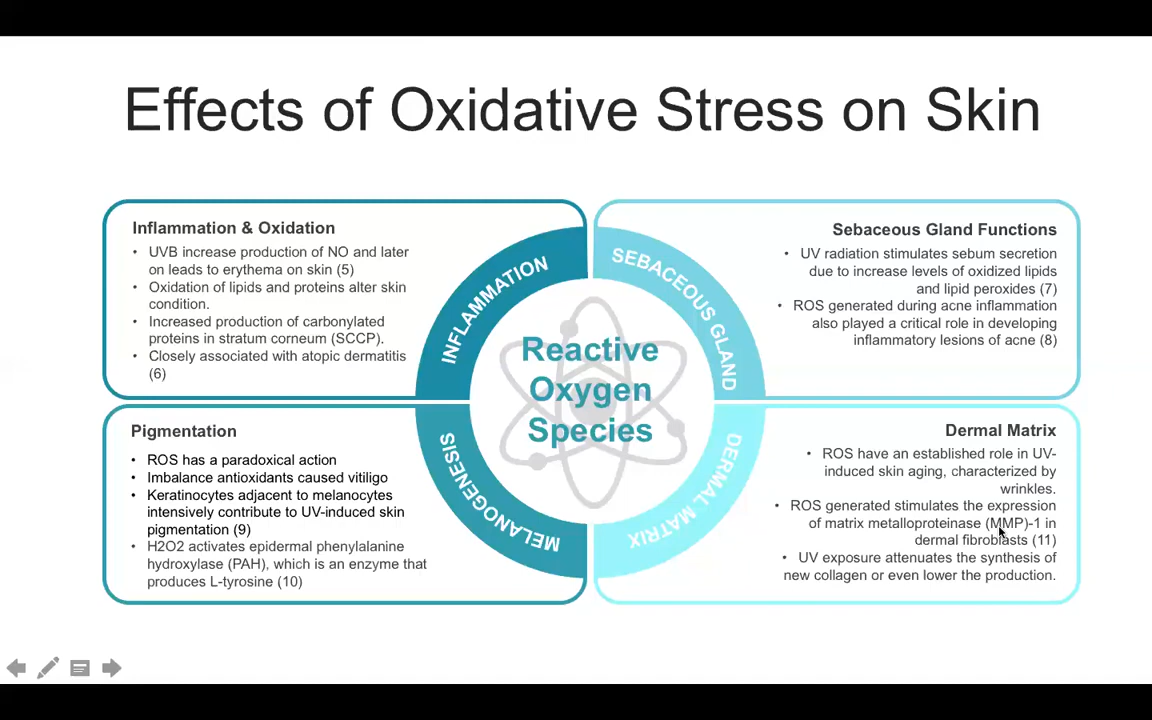 Effects of Oxidative Stress on Skin
Inflammation & Oxidation
• UVB increase production of NO and later
on leads to erythema on skin (5)
• Oxidation of lipids and proteins alter skin
condition.
• Increased production of carbonylated
proteins in stratum corneum (SCCP).
• Closely associated with atopic dermatitis
(6)
Sebaceous Gland Functions
• UV radiation stimulates sebum secretion
due to increase levels of oxidized lipids
and lipid peroxides (7)
• ROS generated during acne inflammation
also played a critical role in developing
inflammatory lesions of acne (8)
INFLAMMATION
SEBACEOUS GLAND
Reactive
Oxygen
Species
MELANOGENESIS
DERMAL MATRIX
Pigmentation
• ROS has a paradoxical action
• Imbalance antioxidants caused vitiligo
• Keratinocytes adjacent to melanocytes
intensively contribute to UV-induced skin
pigmentation (9)
• H2O2 activates epidermal phenylalanine
hydroxylase (PAH), which is an enzyme that
produces L-tyrosine (10)
Dermal Matrix
• ROS have an established role in UV-
induced skin aging, characterized by
wrinkles.
• ROS generated stimulates the expression
of matrix metalloproteinase (MMP)-1 in
dermal fibroblasts (11)
• UV exposure attenuates the synthesis of
new collagen or even lower the production.